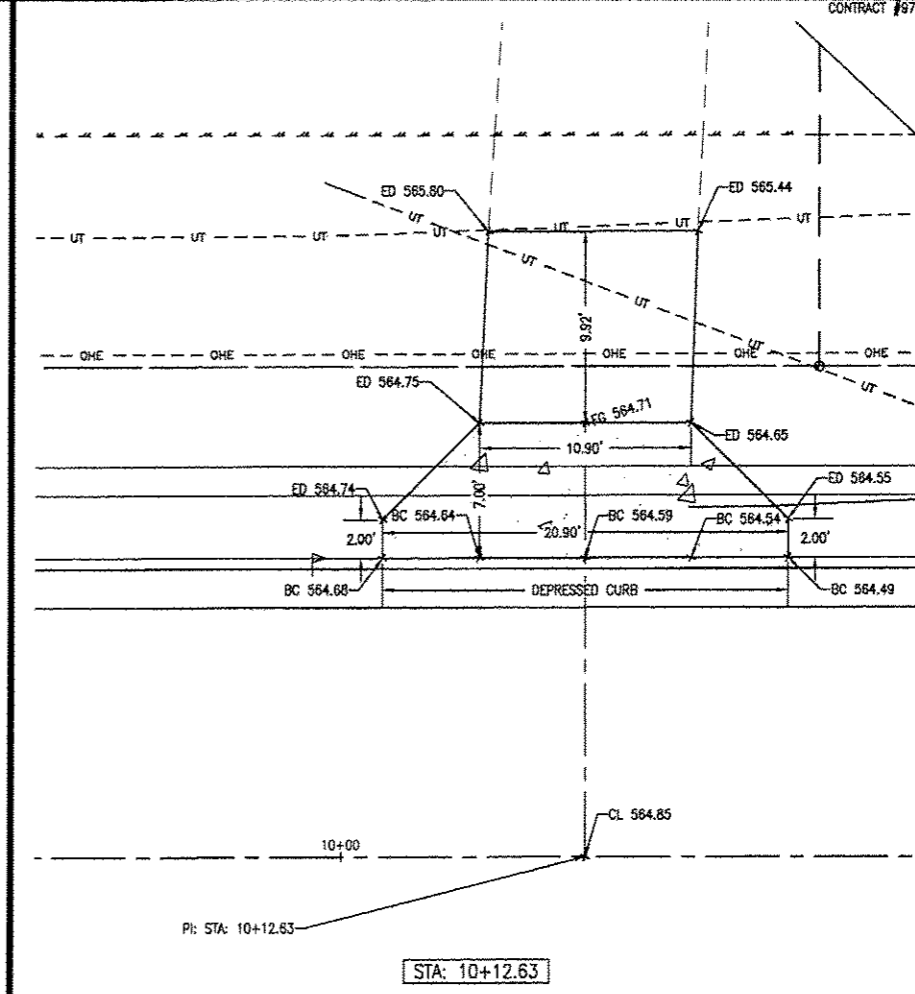 CONTRACT #97
ED 565.80
ED 565.44
UT
UT UT UT UT UT UT UT
UT
9.92'
UT
UT
OHE OHE OHE OHE OHE OHE OHE
UT
ED 564.75
FG 564.71
ED 564.65
10.90'
ED 564.55
ED 564.74
7.00'
BC 564.64
BC 564.59
BC 564.54
2.00'
20.90'
2.00'
BC 564.68
DEPRESSED CURB
BC 564.49
CL 564.85
10+00
PI: STA: 10+12.63
STA: 10+12.63